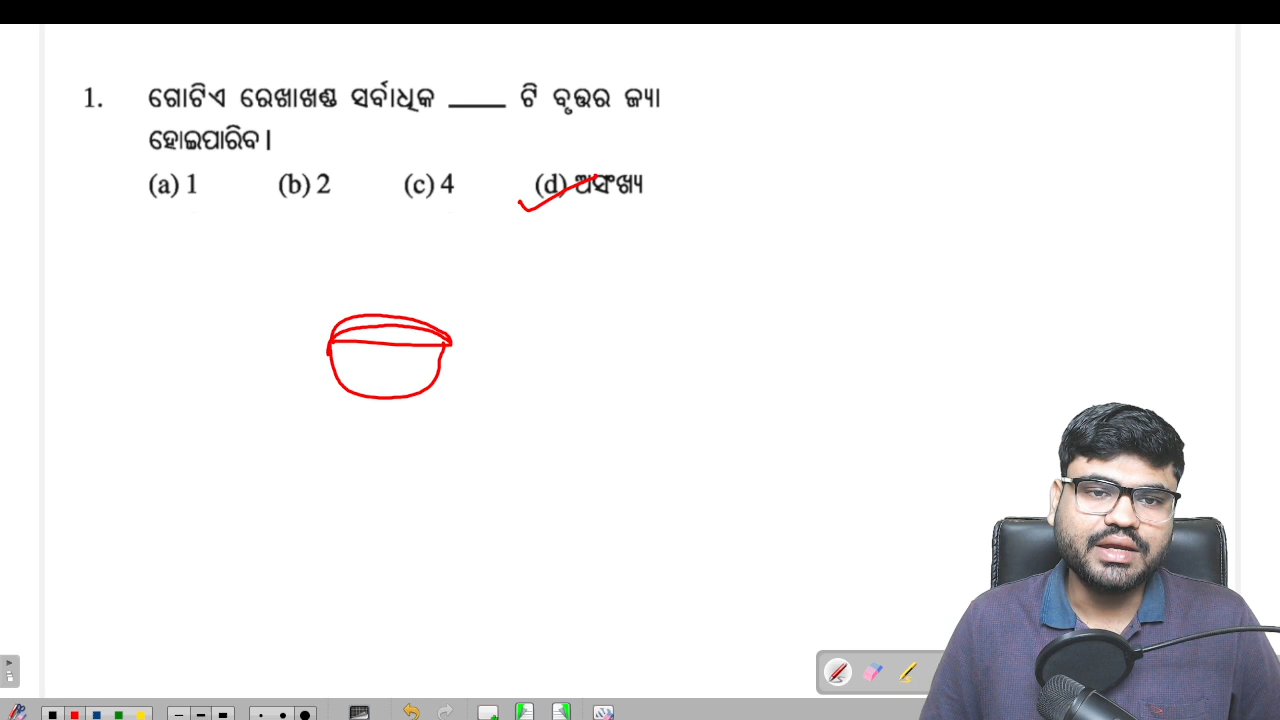 1. ଗୋଟିଏ ରେଖାଖଣ୍ଡ ସର୍ବାଧିକ ____ ଟି ବୃତ୍ତର ଜ୍ୟା
ହୋଇପାରିବ।
(a) 1 (b) 2 (c) 4 (d) ଅସଂଖ୍ୟ